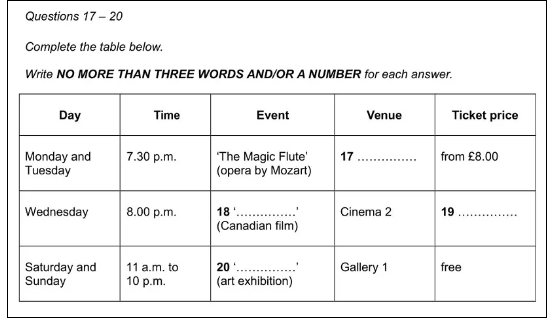 Questions 17 – 20
Complete the table below.
Write NO MORE THAN THREE WORDS AND/OR A NUMBER for each answer.
Day Time Event Venue Ticket price
Monday and Tuesday 7.30 p.m. 'The Magic Flute' (opera by Mozart) 17 …………… from £8.00
Wednesday 8.00 p.m. 18 '……………' (Canadian film) Cinema 2 19 ……………
Saturday and Sunday 11 a.m. to 10 p.m. 20 '……………' (art exhibition) Gallery 1 free